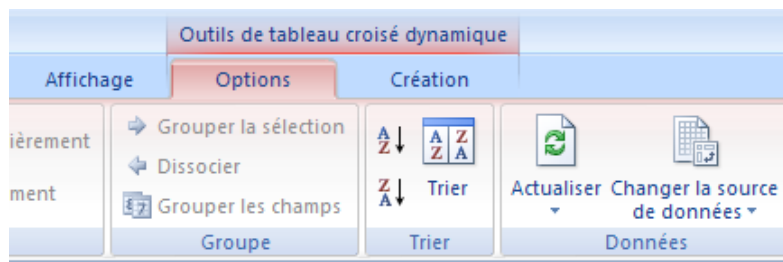 Outils de tableau croisé dynamique
Affichage Options Création
ièrement
ment
Grouper la sélection
Dissocier
Grouper les champs
Groupe
A
Z
Z
A
A Z
Z A
Trier
Trier
Actualiser
Changer la source
de données
Données